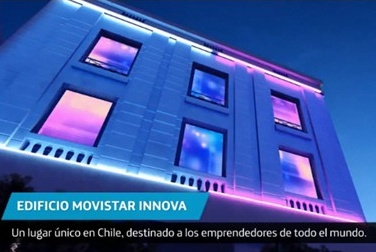 EDIFICIO MOVISTAR INNOVA
Un lugar único en Chile, destinado a los emprendedores de todo el mundo.